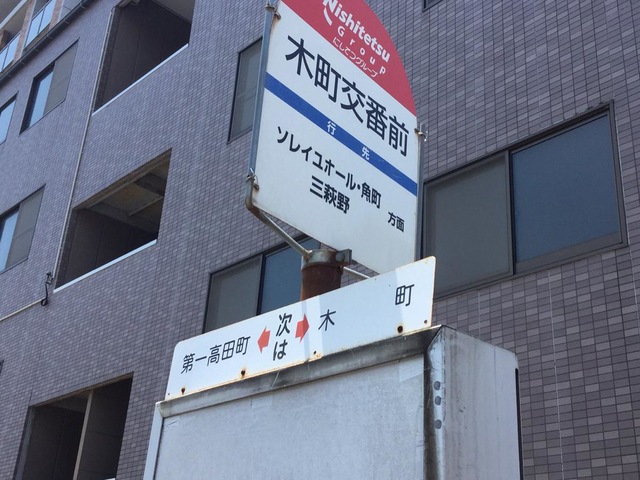 Nishitetsu
Group
にしてつグループ
木町交番前
行先
ソレイユホール・魚町
三萩野
方面
第一高田町
次は
木町